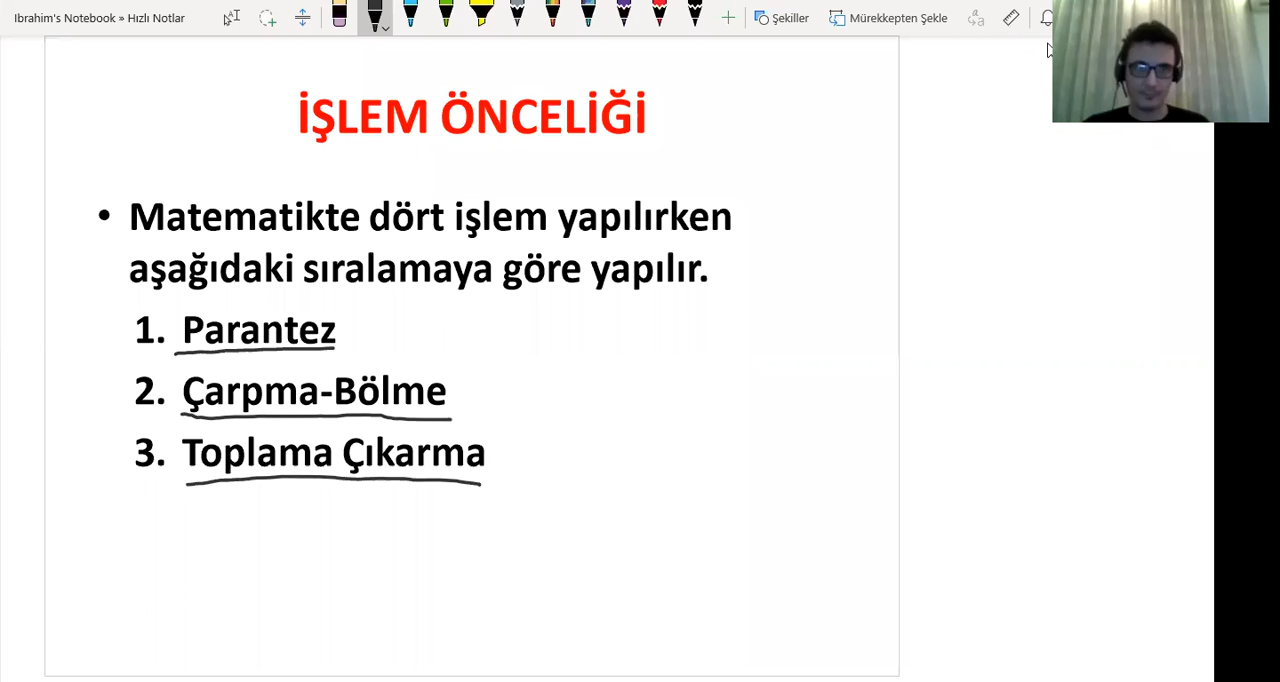 Ibrahim's Notebook » Hızlı Notlar
Şekiller
Mürekkepten Şekle
İŞLEM ÖNCELİĞİ
• Matematikte dört işlem yapılırken
aşağıdaki sıralamaya göre yapılır.
1. Parantez
2. Çarpma-Bölme
3. Toplama Çıkarma